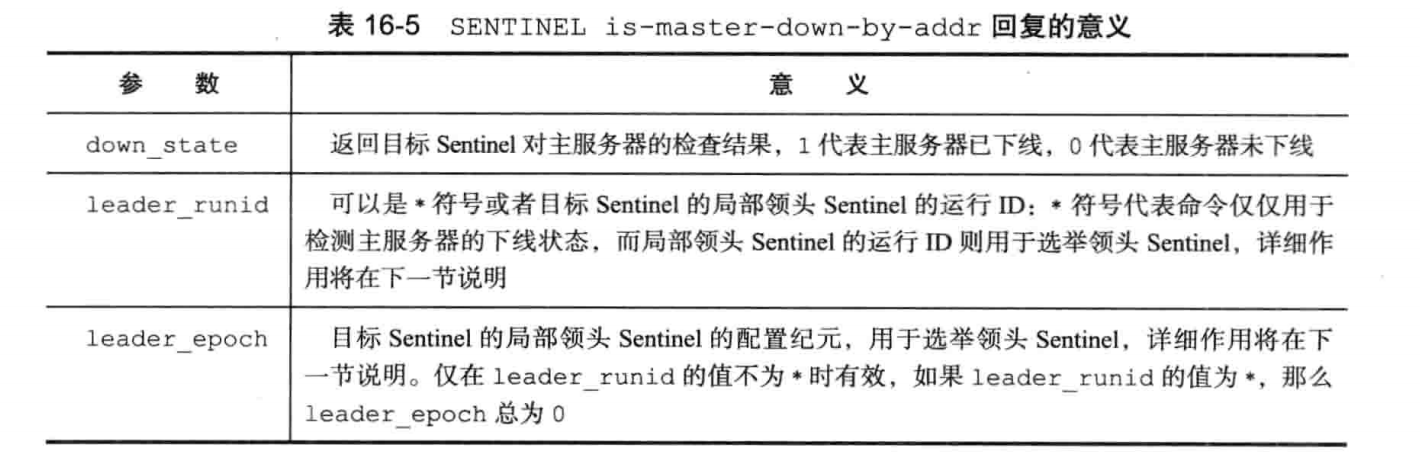 表 16-5 SENTINEL is-master-down-by-addr 回复的意义
参 数 意 义
down_state 返回目标 Sentinel 对主服务器的检查结果，1 代表主服务器已下线，0 代表主服务器未下线
leader_runid 可以是 * 符号或者目标 Sentinel 的局部领头 Sentinel 的运行 ID：* 符号代表命令仅仅用于
检测主服务器的下线状态，而局部领头 Sentinel 的运行 ID 则用于选举领头 Sentinel，详细作
用将在下一节说明
leader_epoch 目标 Sentinel 的局部领头 Sentinel 的配置纪元，用于选举领头 Sentinel，详细作用将在下
一节说明。仅在 leader_runid 的值不为 * 时有效，如果 leader_runid 的值为 *，那么
leader_epoch 总为 0